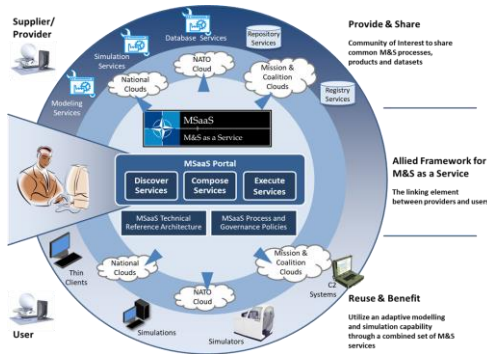 Supplier/
Provider
Database Services
Simulation
Services
Modeling
Services
Repository
Services
Registry
Services
National
Clouds
NATO
Cloud
Mission &
Coalition
Clouds
MSaaS
M&S as a Service
MSaaS Portal
Discover
Services
Compose
Services
Execute
Services
MSaaS Technical
Reference Architecture
MSaaS Process and
Governance Policies
National
Clouds
NATO
Cloud
Mission &
Coalition
Clouds
Thin
Clients
Simulations
Simulators
C2
Systems
User
Provide & Share
Community of Interest to share
common M&S processes,
products and datasets
Allied Framework for
M&S as a Service
The linking element
between providers and users
Reuse & Benefit
Utilize an adaptive modelling
and simulation capability
through a combined set of M&S
services